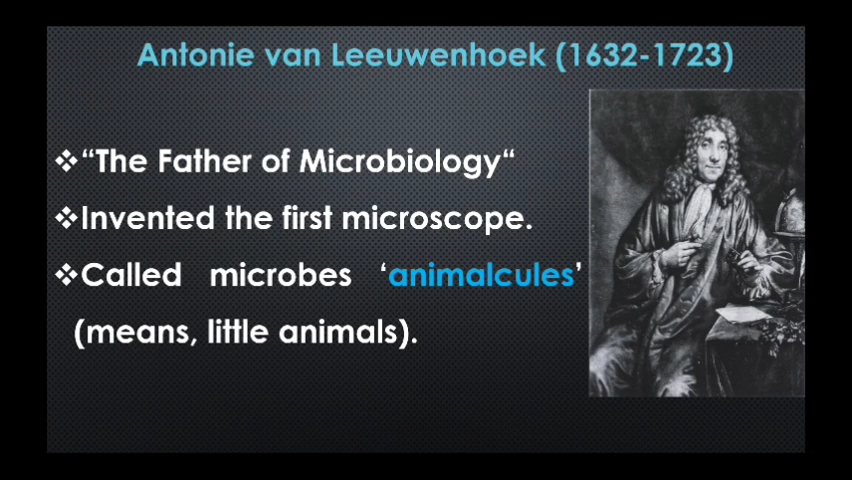 Antonie van Leeuwenhoek (1632-1723)
❖“The Father of Microbiology“
❖Invented the first microscope.
❖Called microbes ‘animalcules’
(means, little animals).